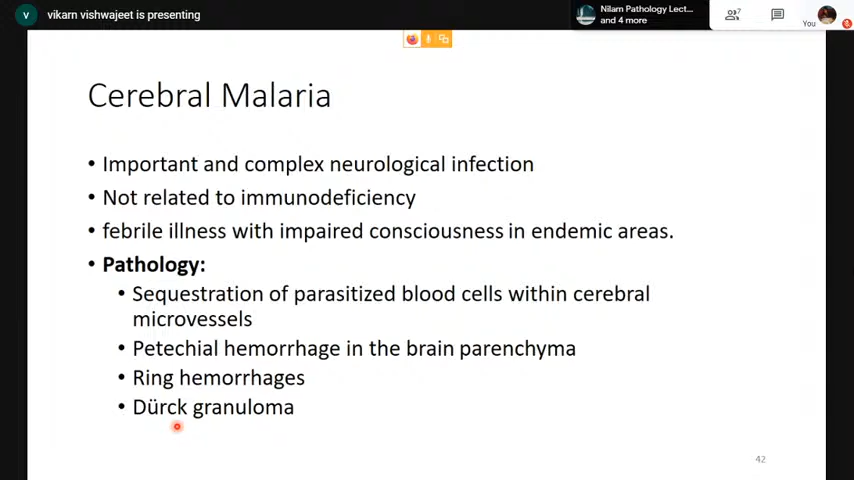 v vikarn vishwajeet is presenting
Nilam Pathology Lect...
and 4 more
7
You
Cerebral Malaria
• Important and complex neurological infection
• Not related to immunodeficiency
• febrile illness with impaired consciousness in endemic areas.
• Pathology:
• Sequestration of parasitized blood cells within cerebral
microvessels
• Petechial hemorrhage in the brain parenchyma
• Ring hemorrhages
• Dürck granuloma
42